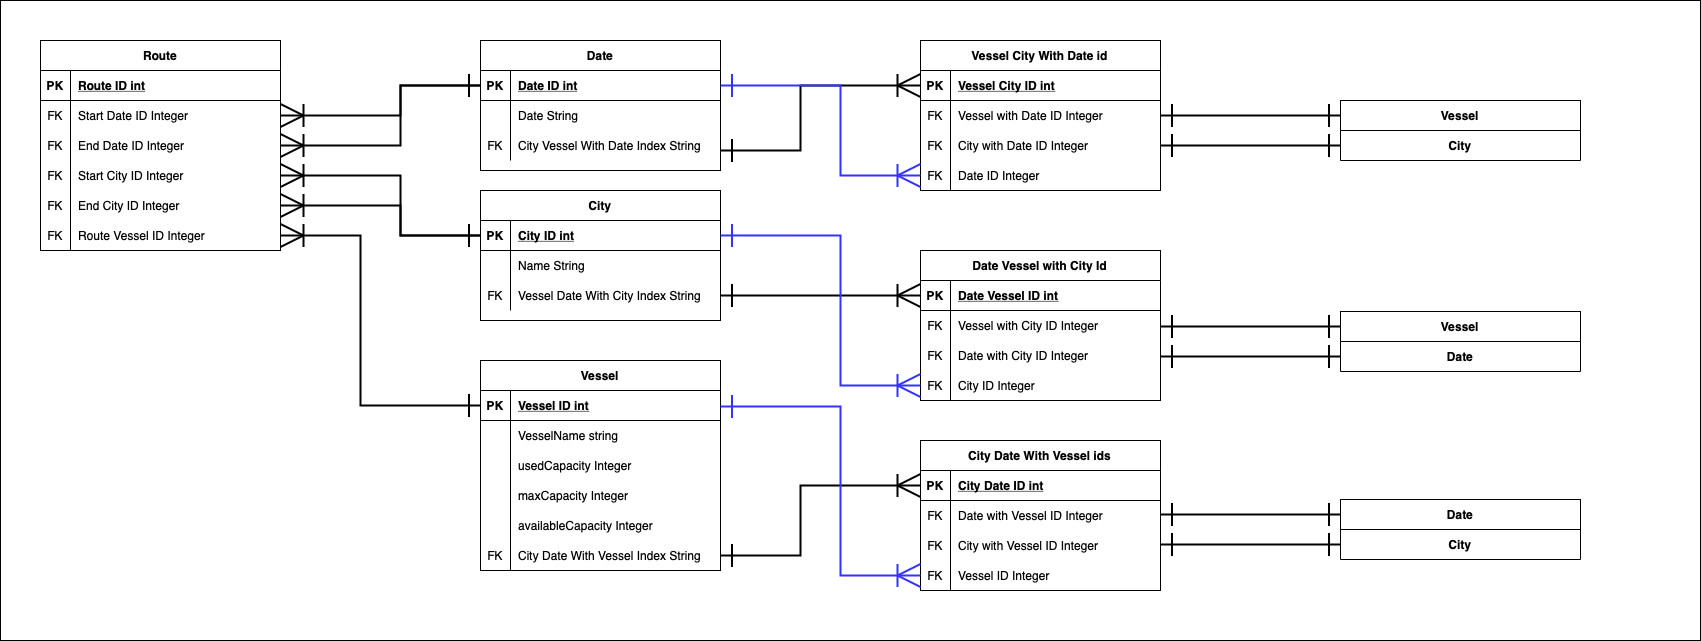 Route
PK Route ID int
FK Start Date ID Integer
FK End Date ID Integer
FK Start City ID Integer
FK End City ID Integer
FK Route Vessel ID Integer
Date
PK Date ID int
Date String
FK City Vessel With Date Index String
City
PK City ID int
Name String
FK Vessel Date With City Index String
Vessel
PK Vessel ID int
VesselName string
usedCapacity Integer
maxCapacity Integer
availableCapacity Integer
FK City Date With Vessel Index String
Vessel City With Date id
PK Vessel City ID int
FK Vessel with Date ID Integer
FK City with Date ID Integer
FK Date ID Integer
Date Vessel with City Id
PK Date Vessel ID int
FK Vessel with City ID Integer
FK Date with City ID Integer
FK City ID Integer
City Date With Vessel ids
PK City Date ID int
FK Date with Vessel ID Integer
FK City with Vessel ID Integer
FK Vessel ID Integer
Vessel
City
Vessel
Date
Date
City